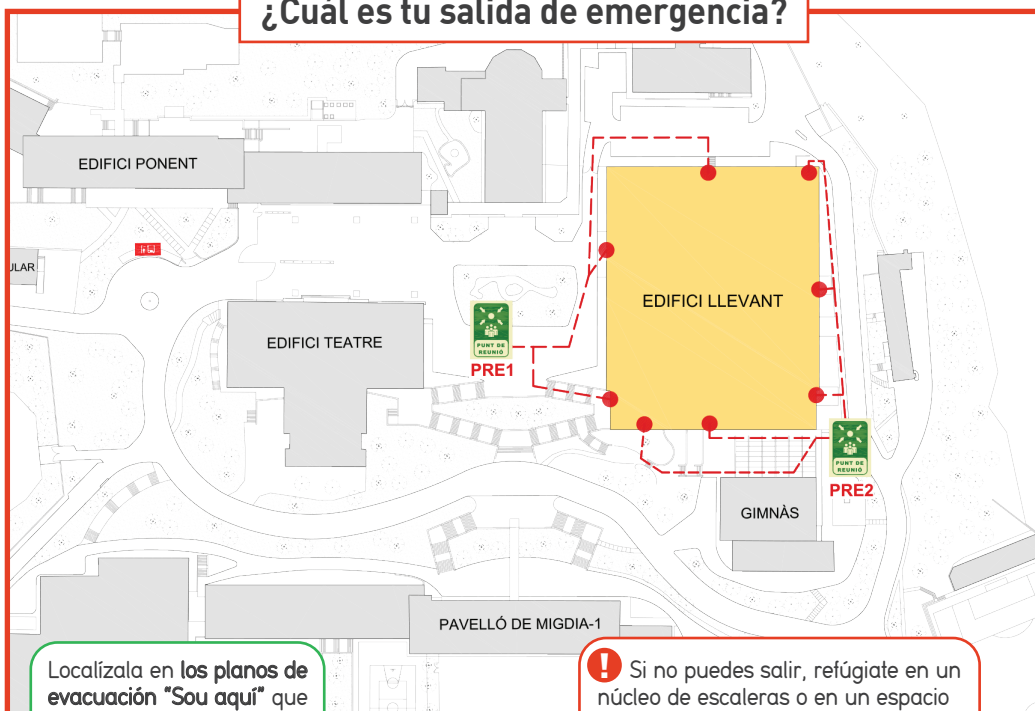 ¿Cuál es tu salida de emergencia?
EDIFICI PONENT
ULAR
EDIFICI LLEVANT
EDIFICI TEATRE
PUNT DE
REUNIÓ
PRE1
PUNT DE
REUNIÓ
PRE2
GIMNÀS
PAVELLÓ DE MIGDIA-1
Localízala en los planos de
evacuación "Sou aquí" que
! Si no puedes salir, refúgiate en un
núcleo de escaleras o en un espacio